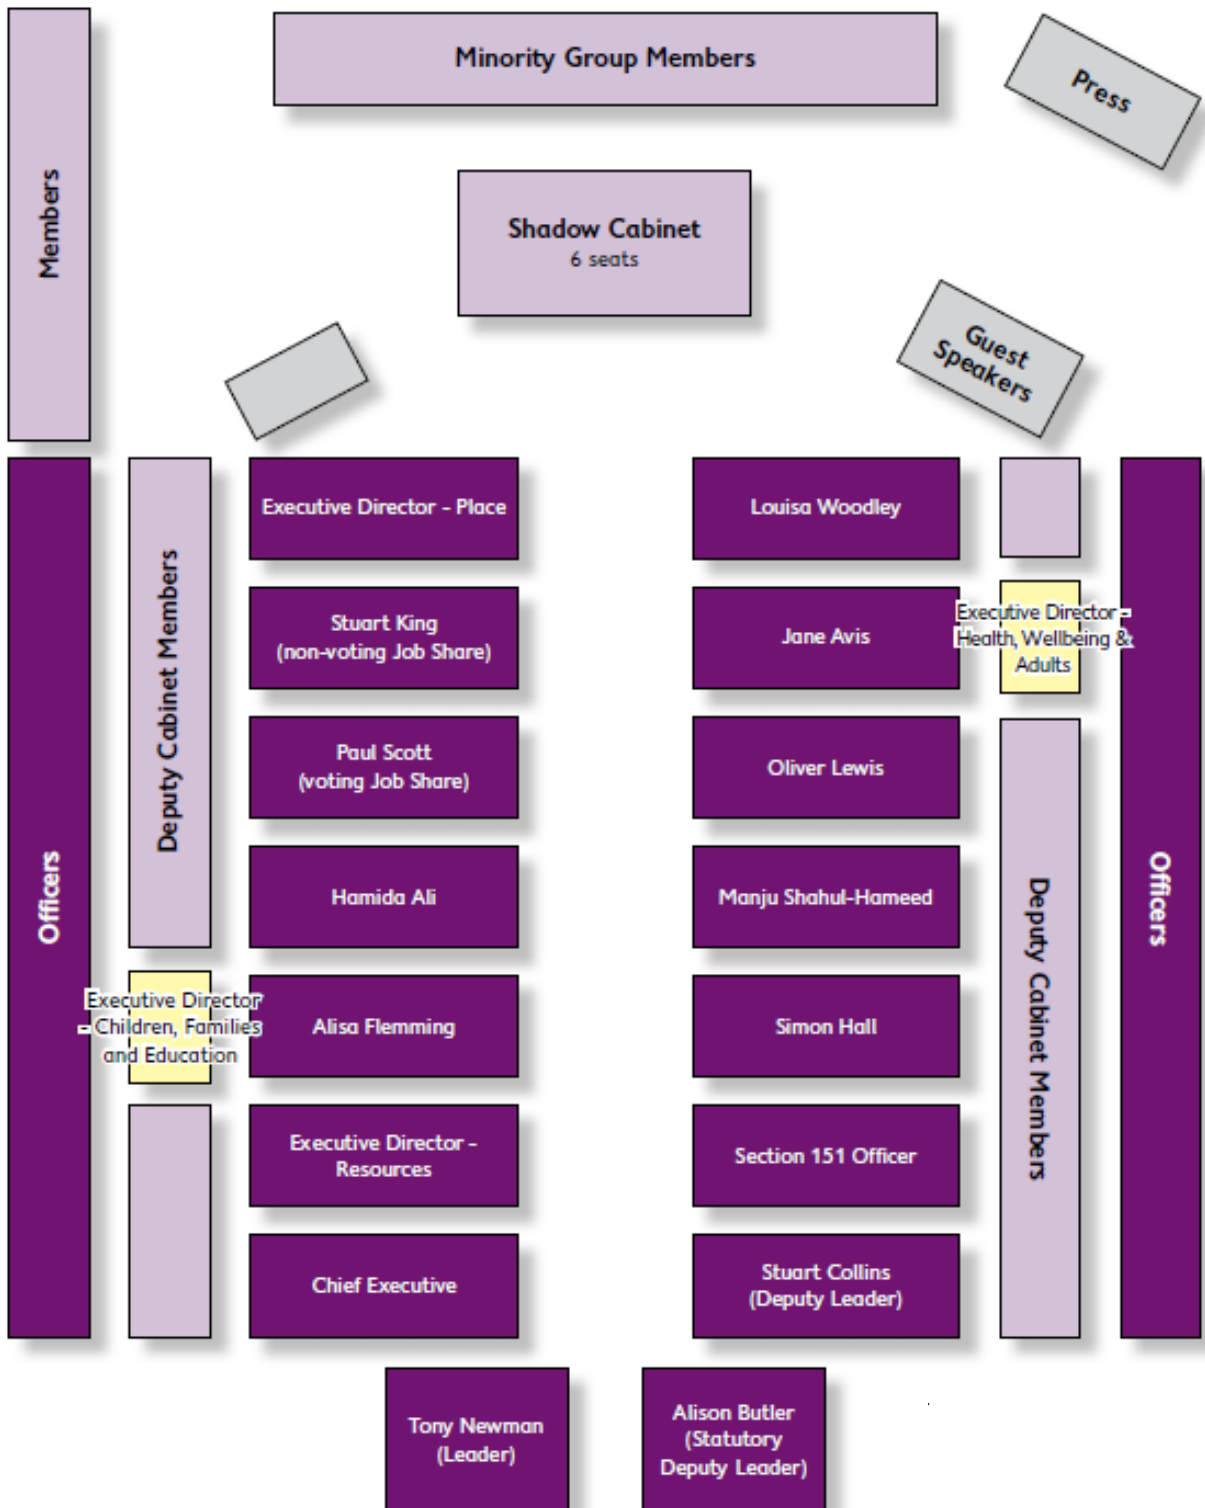 Minority Group Members
Press
Members
Shadow Cabinet
6 seats
Guest
Speakers
Executive Director - Place
Louisa Woodley
Deputy Cabinet Members
Stuart King
(non-voting Job Share)
Jane Avis
Executive Director -
Health, Wellbeing &
Adults
Paul Scott
(voting Job Share)
Oliver Lewis
Officers
Hamida Ali
Manju Shahul-Hameed
Officers
Deputy Cabinet Members
Executive Director
- Children, Families
and Education
Alisa Flemming
Simon Hall
Executive Director -
Resources
Section 151 Officer
Chief Executive
Stuart Collins
(Deputy Leader)
Tony Newman
(Leader)
Alison Butler
(Statutory
Deputy Leader)